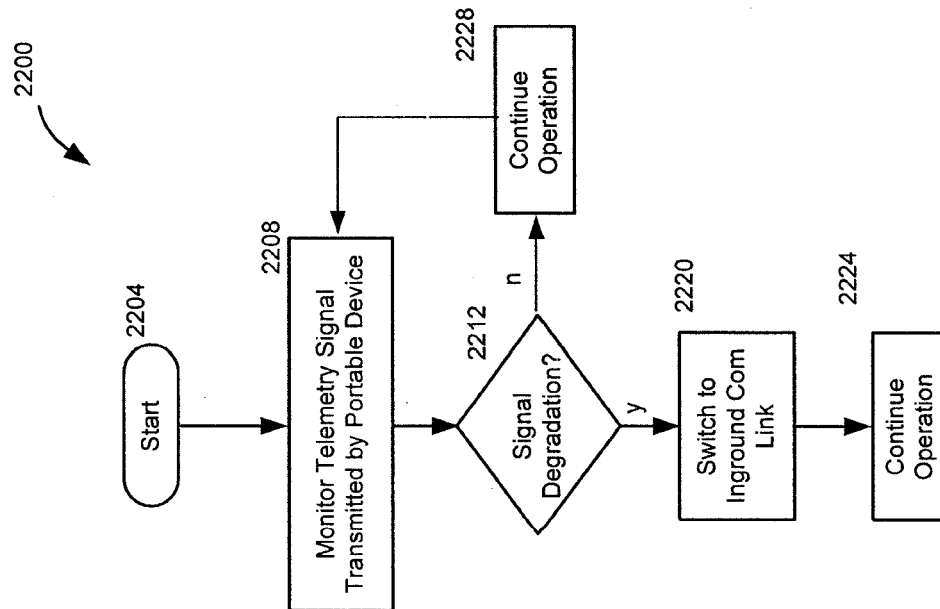 2200
2204
Start
2208
Monitor Telemetry Signal
Transmitted by Portable Device
2212
Signal
Degradation?
n
2228
Continue
Operation
y
2220
Switch to
Inground Com
Link
2224
Continue
Operation